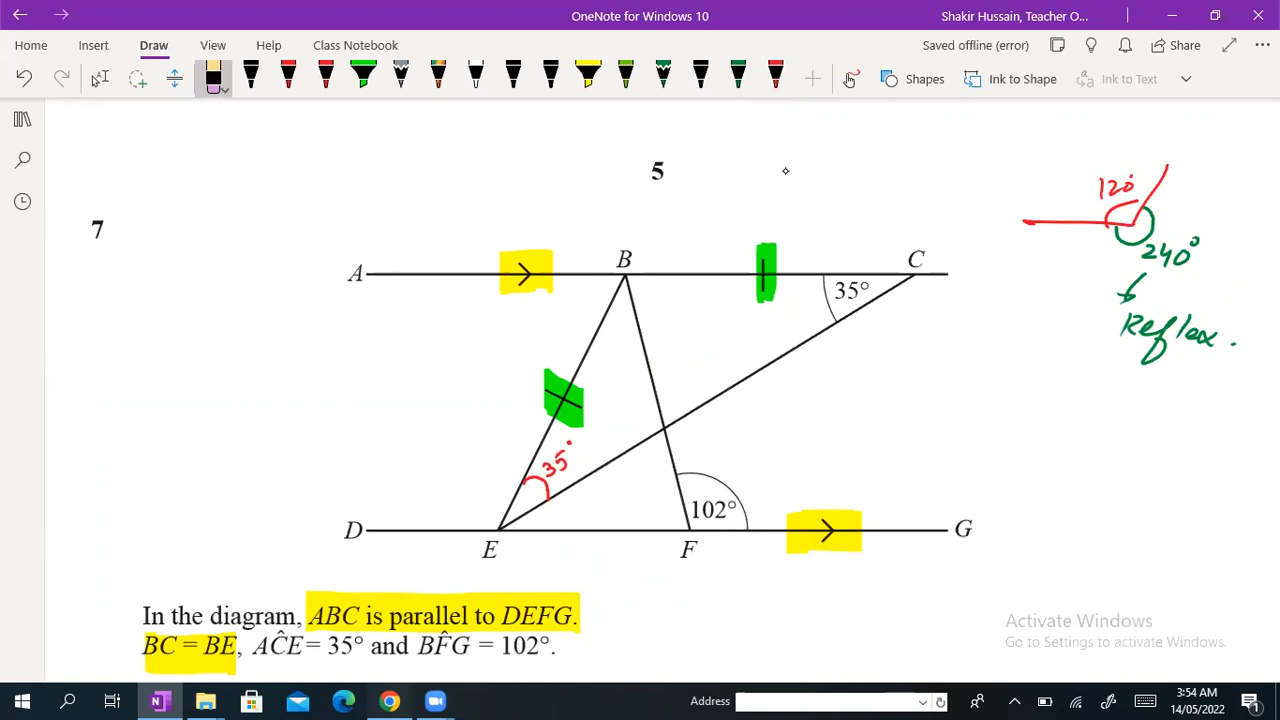 OneNote for Windows 10
Shakir Hussain, Teacher O...
Home Insert Draw View Help Class Notebook
Saved offline (error) Share
Shapes Ink to Shape Ink to Text
5
7
120°
240°
Reflex.
A B C
35°
35°
102°
D E F G
In the diagram, ABC is parallel to DEFG.
BC = BE, AĈE = 35° and BF̂G = 102°.
Activate Windows
Go to Settings to activate Windows.
Address
3:54 AM
14/05/2022
1